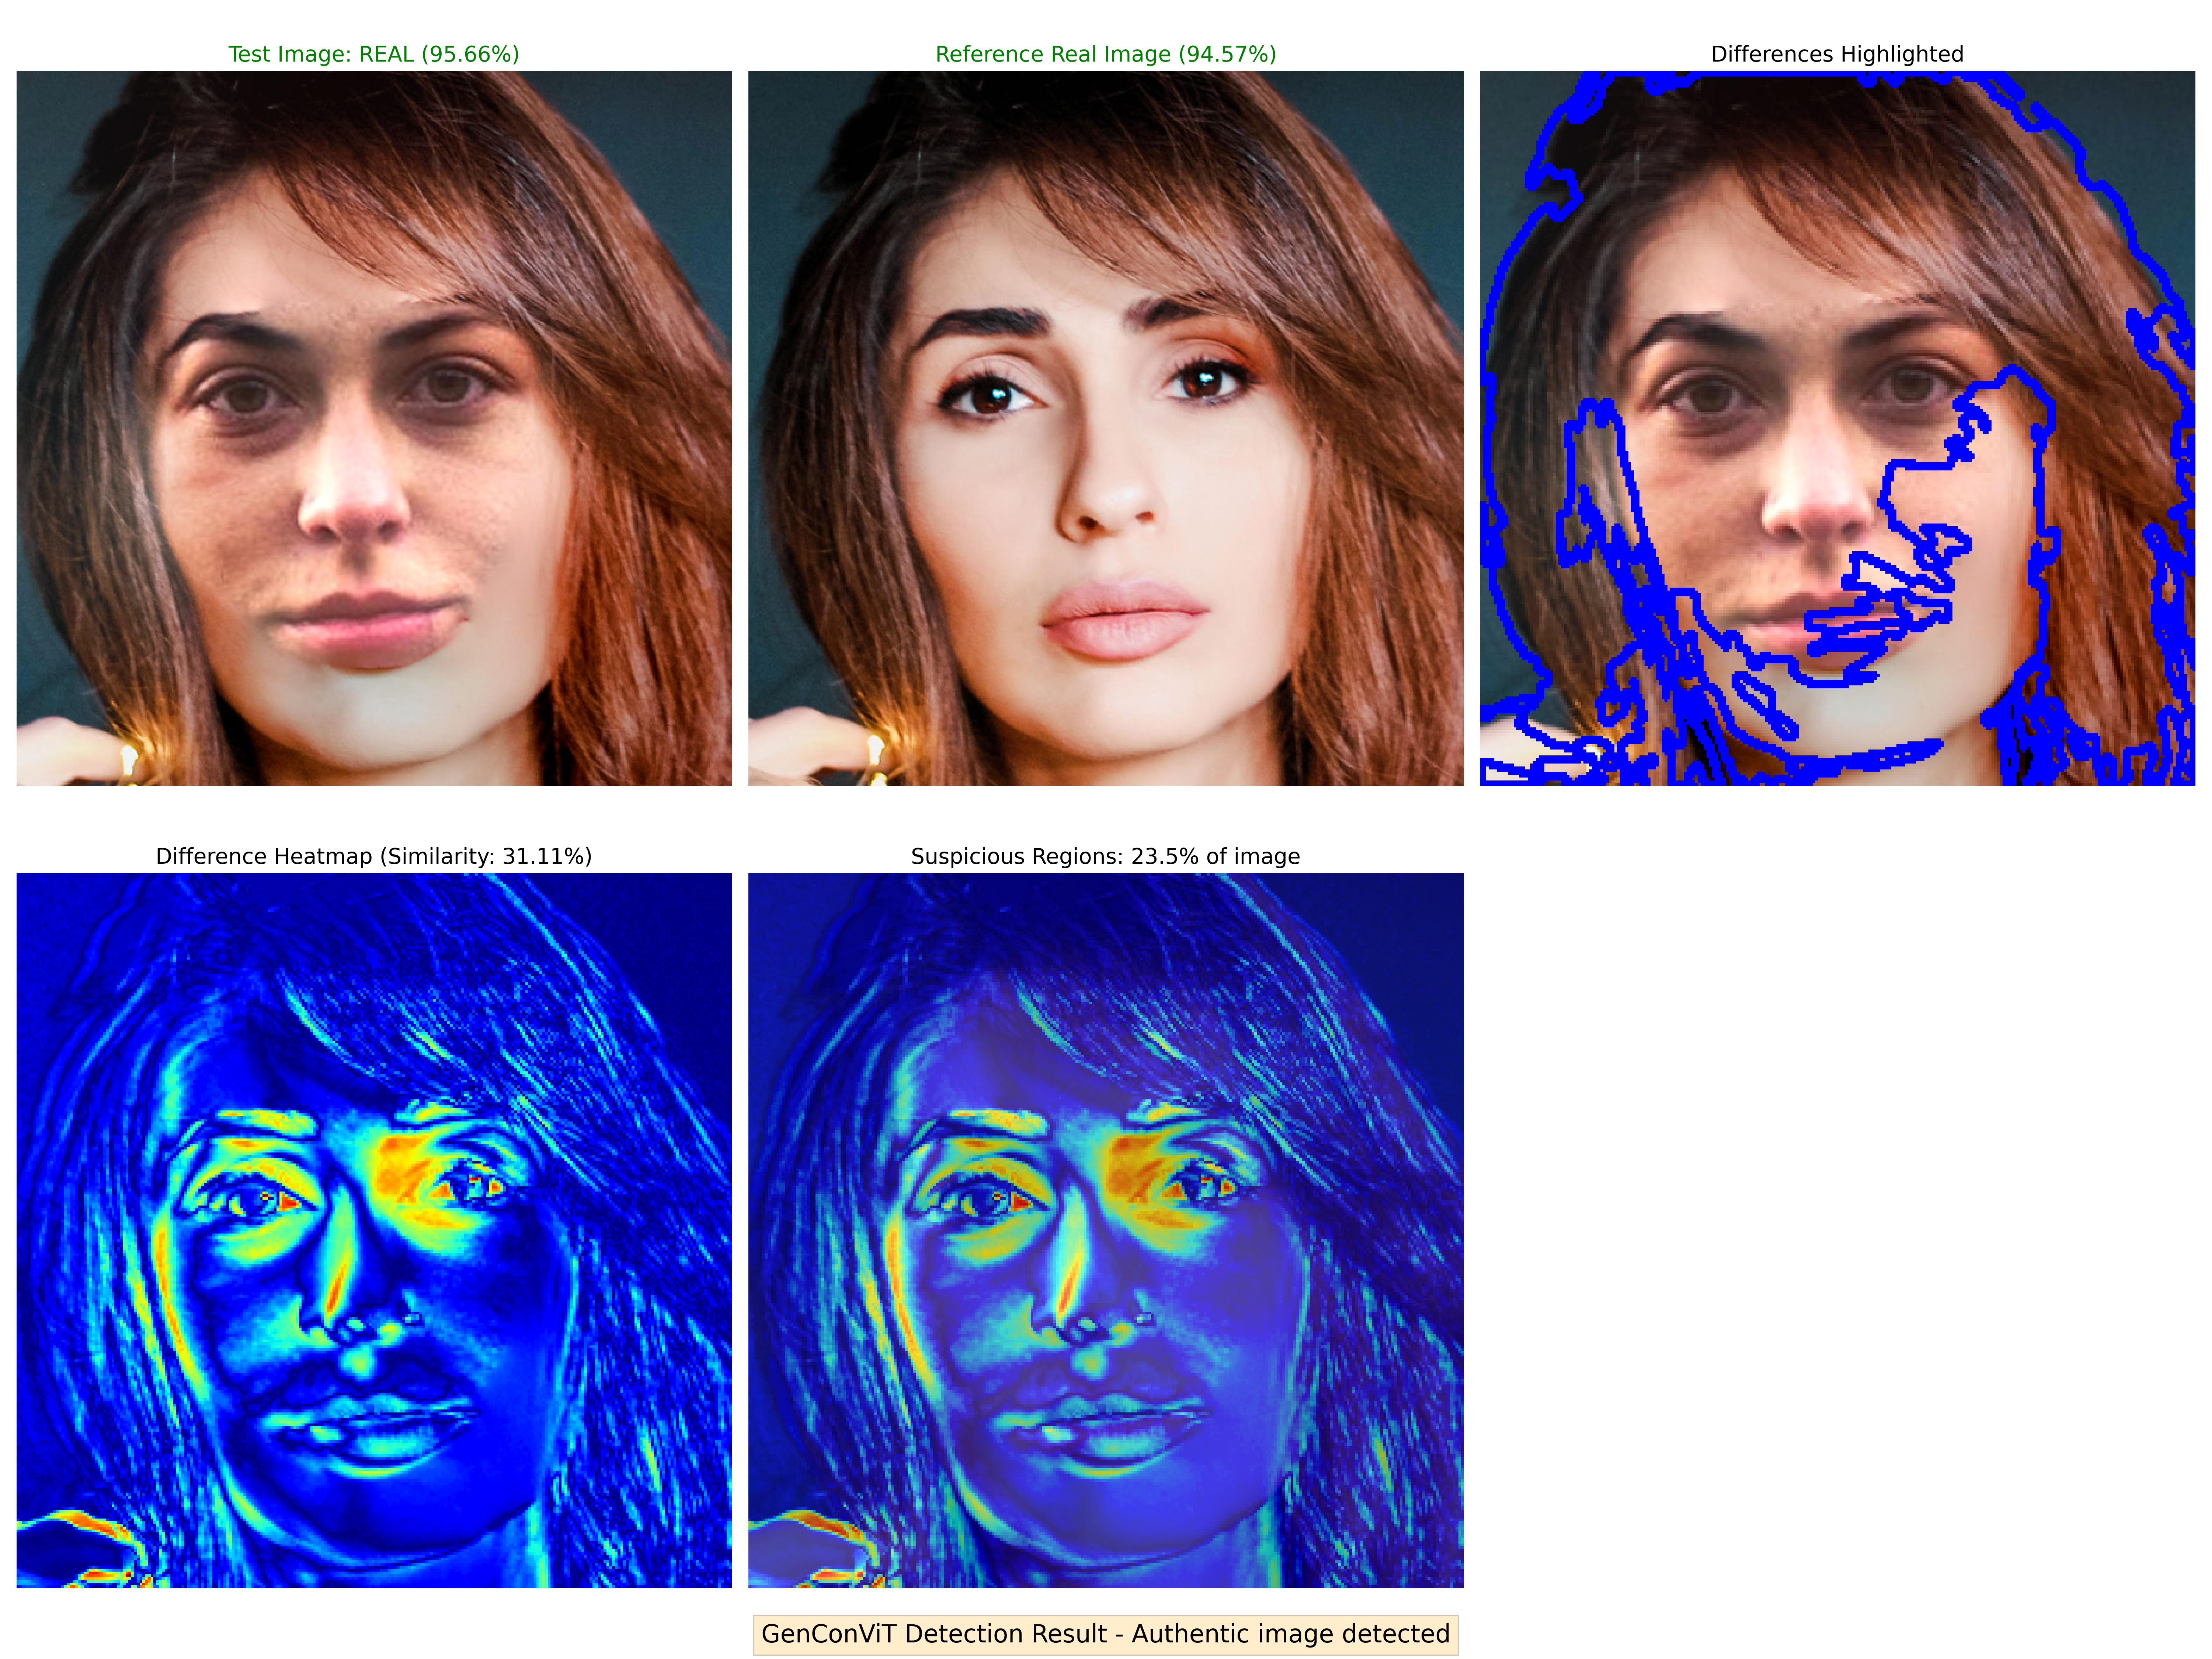 Test Image: REAL (95.66%)
Reference Real Image (94.57%)
Differences Highlighted
Difference Heatmap (Similarity: 31.11%)
Suspicious Regions: 23.5% of image
GenConViT Detection Result - Authentic image detected